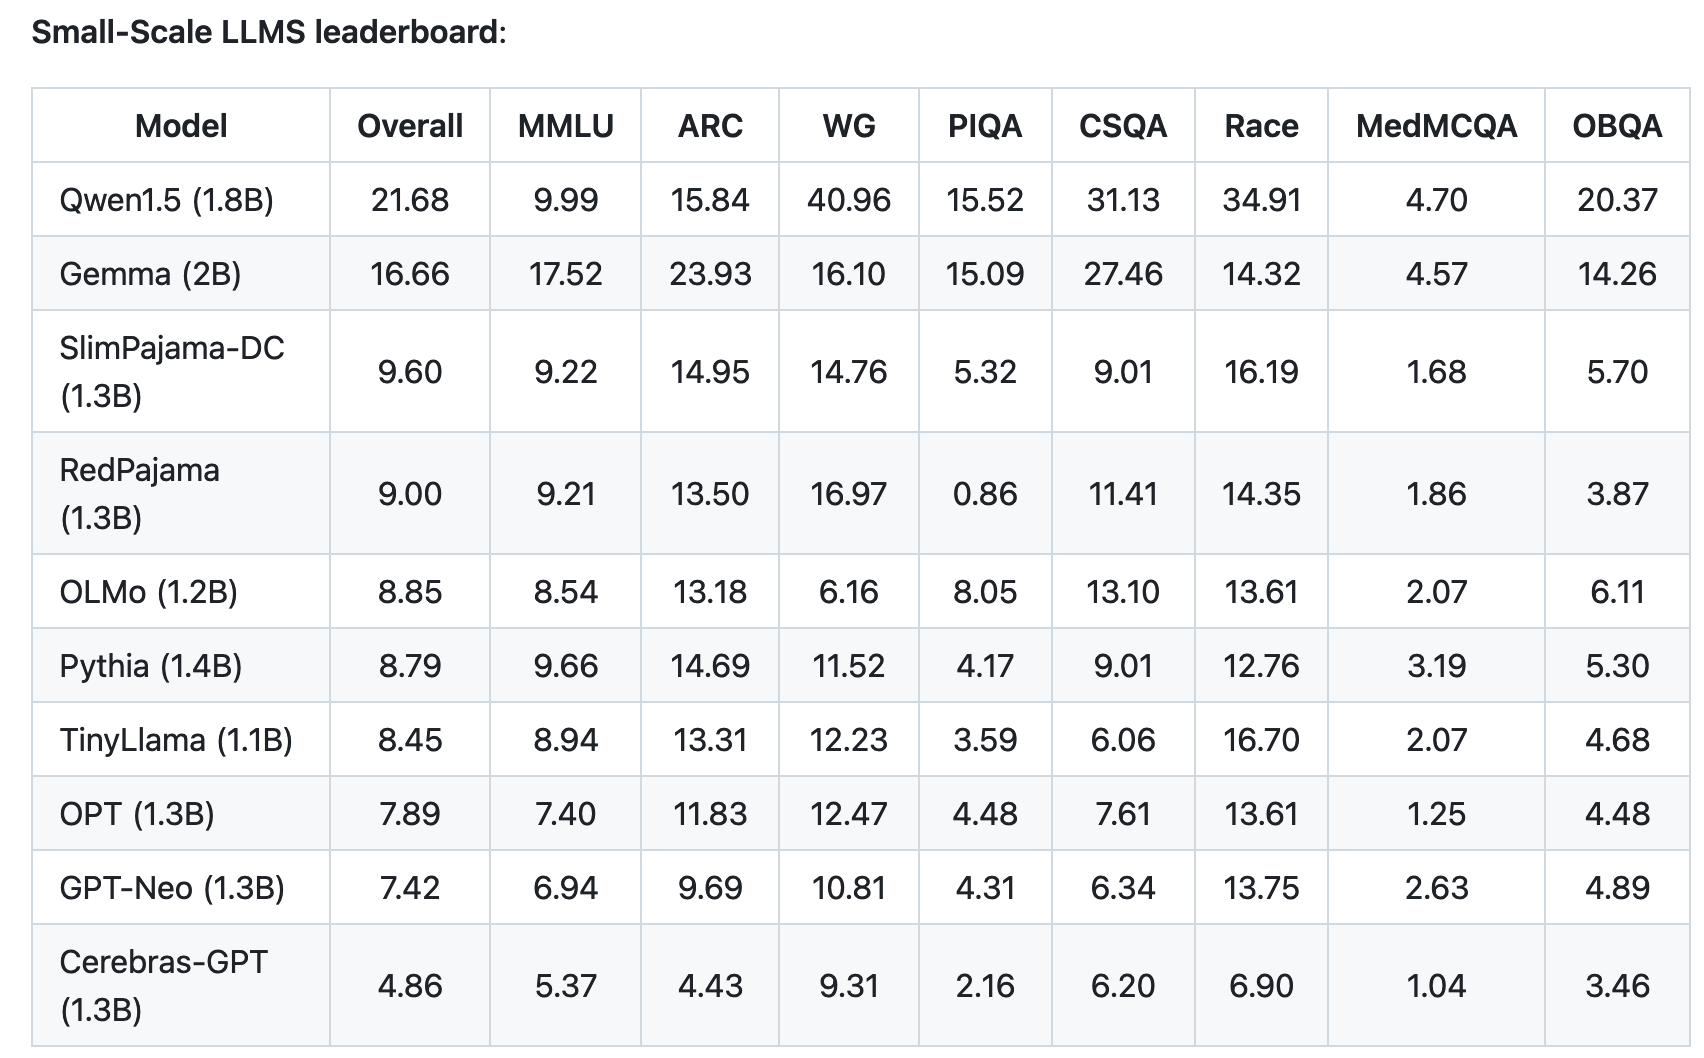 Small-Scale LLMS leaderboard:
Model Overall MMLU ARC WG PIQA CSQA Race MedMCQA OBQA
Qwen1.5 (1.8B) 21.68 9.99 15.84 40.96 15.52 31.13 34.91 4.70 20.37
Gemma (2B) 16.66 17.52 23.93 16.10 15.09 27.46 14.32 4.57 14.26
SlimPajama-DC
(1.3B) 9.60 9.22 14.95 14.76 5.32 9.01 16.19 1.68 5.70
RedPajama
(1.3B) 9.00 9.21 13.50 16.97 0.86 11.41 14.35 1.86 3.87
OLMo (1.2B) 8.85 8.54 13.18 6.16 8.05 13.10 13.61 2.07 6.11
Pythia (1.4B) 8.79 9.66 14.69 11.52 4.17 9.01 12.76 3.19 5.30
TinyLlama (1.1B) 8.45 8.94 13.31 12.23 3.59 6.06 16.70 2.07 4.68
OPT (1.3B) 7.89 7.40 11.83 12.47 4.48 7.61 13.61 1.25 4.48
GPT-Neo (1.3B) 7.42 6.94 9.69 10.81 4.31 6.34 13.75 2.63 4.89
Cerebras-GPT
(1.3B) 4.86 5.37 4.43 9.31 2.16 6.20 6.90 1.04 3.46